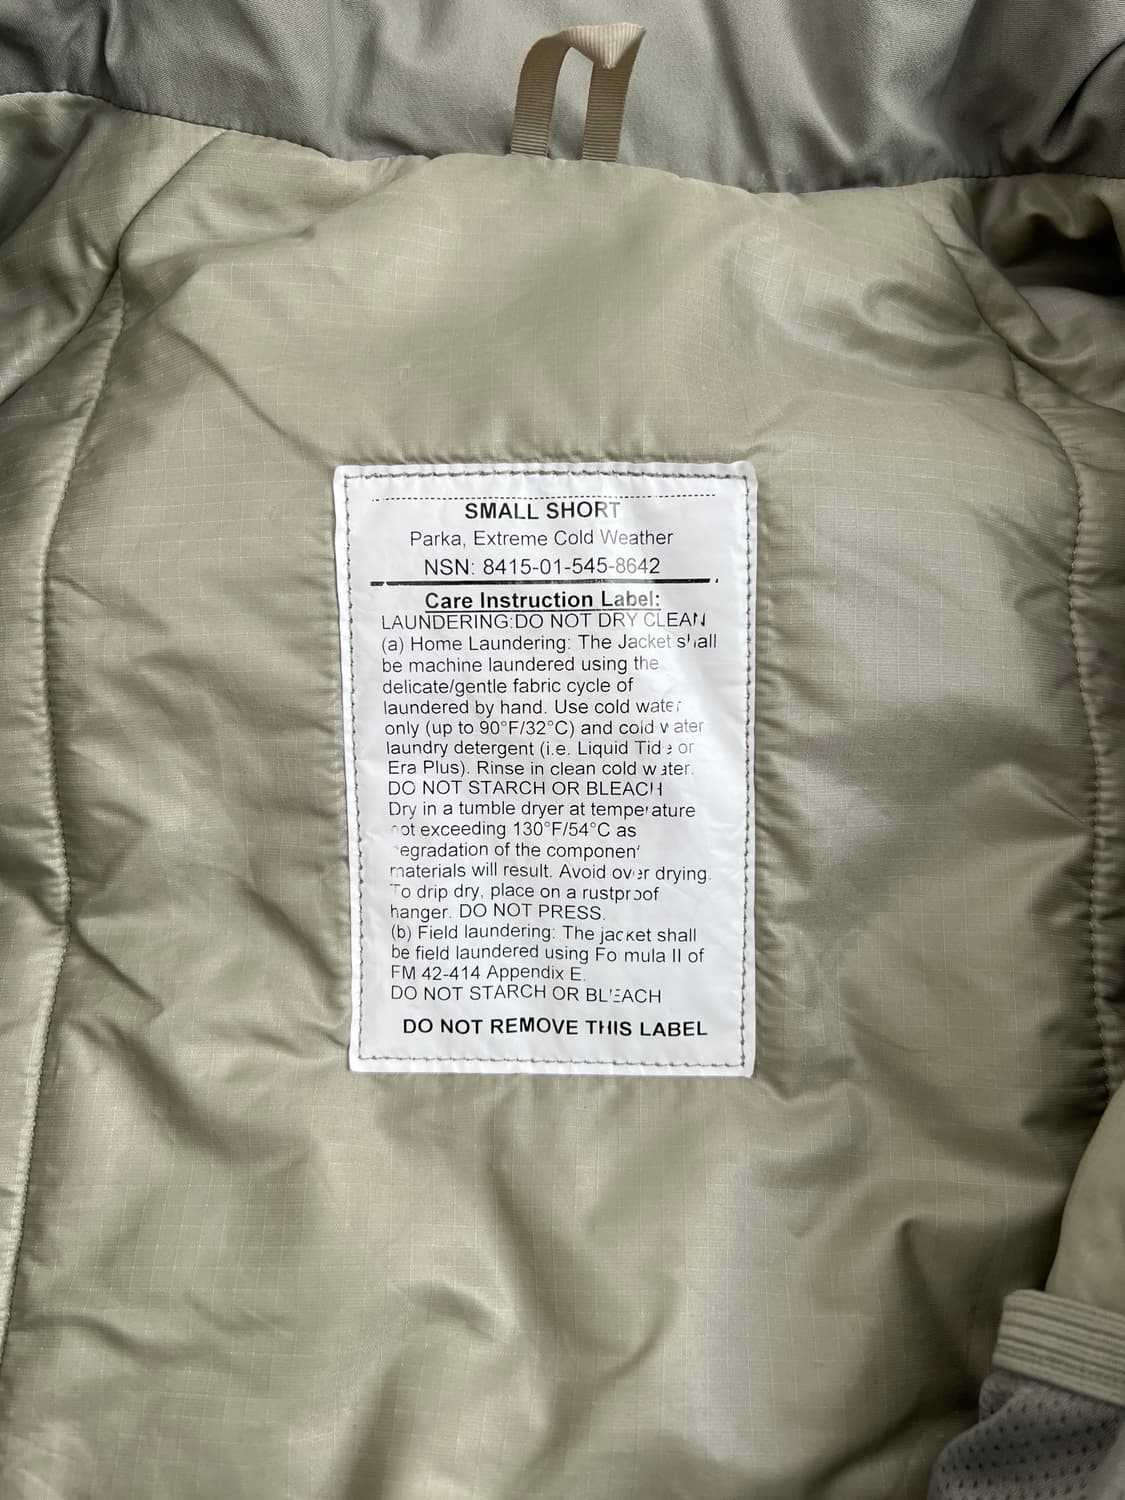 SMALL SHORT
Parka, Extreme Cold Weather
NSN: 8415-01-545-8642
Care Instruction Label:
LAUNDERING:DO NOT DRY CLEAN
(a) Home Laundering: The Jacket shall
be machine laundered using the
delicate/gentle fabric cycle of
laundered by hand. Use cold water
only (up to 90°F/32°C) and cold water
laundry detergent (i.e. Liquid Tide or
Era Plus). Rinse in clean cold water.
DO NOT STARCH OR BLEACH
Dry in a tumble dryer at temperature
not exceeding 130°F/54°C as
degradation of the component
materials will result. Avoid over drying.
To drip dry, place on a rustproof
hanger. DO NOT PRESS.
(b) Field laundering: The jacket shall
be field laundered using Formula II of
FM 42-414 Appendix E.
DO NOT STARCH OR BLEACH
DO NOT REMOVE THIS LABEL